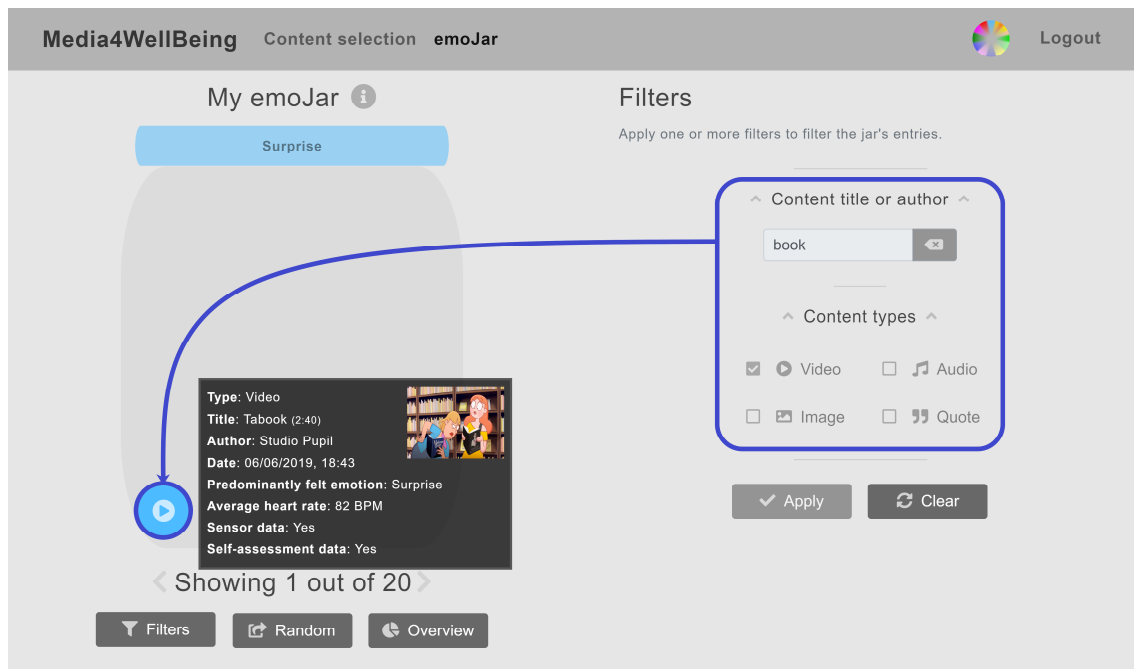 Media4WellBeing Content selection emoJar Logout
My emoJar
Surprise
Type: Video
Title: Tabook (2:40)
Author: Studio Pupil
Date: 06/06/2019, 18:43
Predominantly felt emotion: Surprise
Average heart rate: 82 BPM
Sensor data: Yes
Self-assessment data: Yes
Showing 1 out of 20
Filters Random Overview
Filters
Apply one or more filters to filter the jar's entries.
Content title or author
book
Content types
Video Audio
Image Quote
Apply Clear